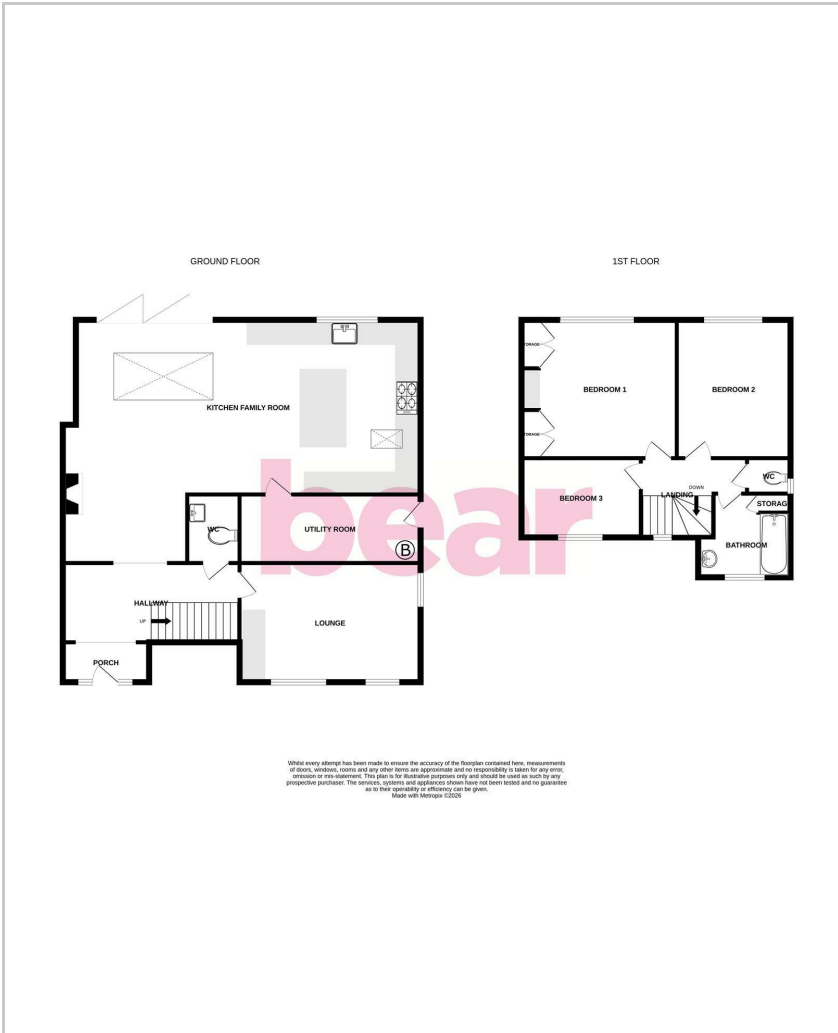 GROUND FLOOR
1ST FLOOR
KITCHEN FAMILY ROOM
WC
UTILITY ROOM
B
HALLWAY
UP
LOUNGE
PORCH
STORAGE
BEDROOM 1
BEDROOM 2
STORAGE
BEDROOM 3
DOWN
LANDING
WC
STORAG
BATHROOM
bear
Whilst every attempt has been made to ensure the accuracy of the floorplan contained here, measurements
of doors, windows, rooms and any other items are approximate and no responsibility is taken for any error,
omission or mis-statement. This plan is for illustrative purposes only and should be used as such by any
prospective purchaser. The services, systems and appliances shown have not been tested and no guarantee
as to their operability or efficiency can be given.
Made with Metropix ©2026